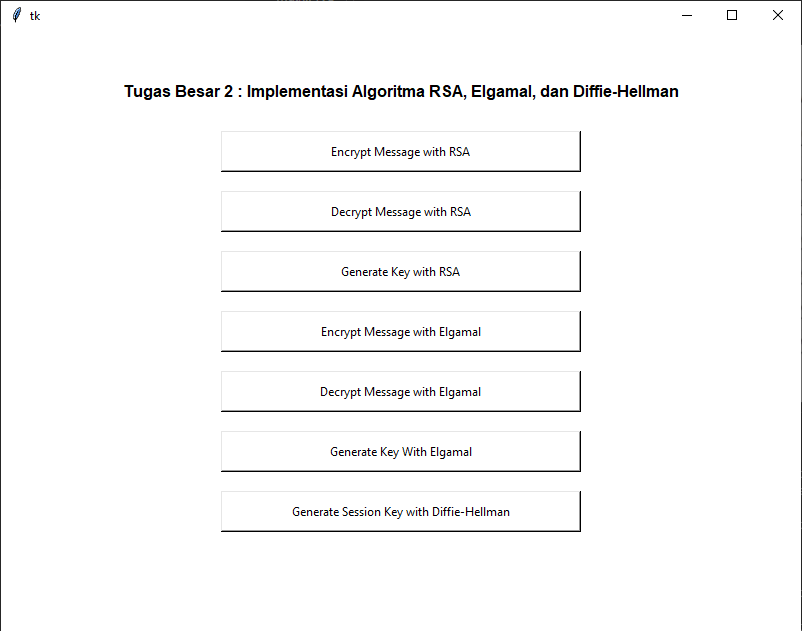 tk
Tugas Besar 2 : Implementasi Algoritma RSA, Elgamal, dan Diffie-Hellman
Encrypt Message with RSA
Decrypt Message with RSA
Generate Key with RSA
Encrypt Message with Elgamal
Decrypt Message with Elgamal
Generate Key With Elgamal
Generate Session Key with Diffie-Hellman